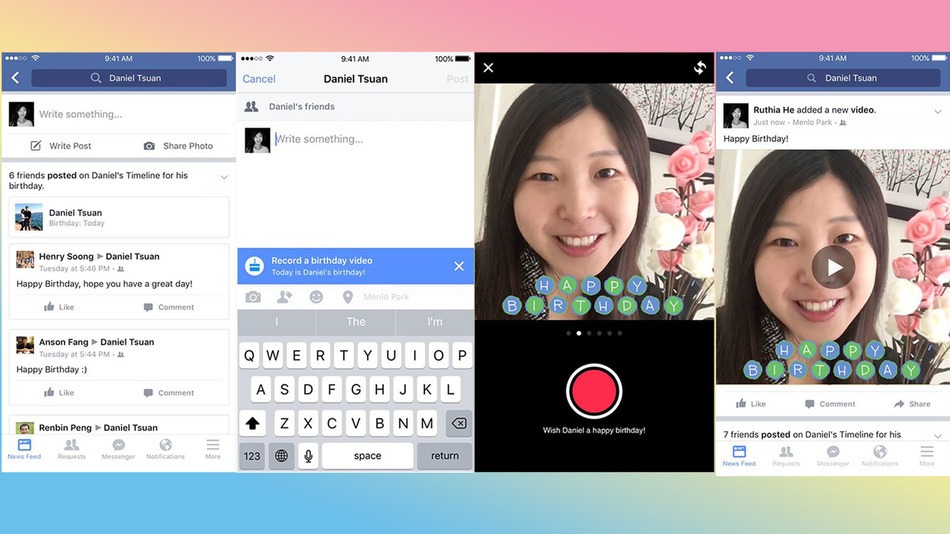 9:41 AM
100%
Daniel Tsuan
Write something...
Write Post
Share Photo
6 friends posted on Daniel's Timeline for his
birthday.
Daniel Tsuan
Birthday: Today
Henry Soong ▶ Daniel Tsuan
Tuesday at 5:46 PM •
Happy Birthday, hope you have a great day!
Like
Comment
Anson Fang ▶ Daniel Tsuan
Tuesday at 5:44 PM •
Happy Birthday :)
Like
Comment
Renbin Peng ▶ Daniel Tsuan
News Feed
Requests
Messenger
Notifications
More
9:41 AM
100%
Cancel
Daniel Tsuan
Post
Daniel's friends
Write something...
Record a birthday video
Today is Daniel's birthday!
Menlo Park
I
The
I'm
Q W E R T Y U I O P
A S D F G H J K L
Z X C V B N M
123
space
return
HAPPY
BIRTHDAY
Wish Daniel a happy birthday!
9:41 AM
100%
Daniel Tsuan
Ruthia He added a new video.
Just now • Menlo Park •
Happy Birthday!
HAPPY
BIRTHDAY
Like
Comment
Share
7 friends posted on Daniel's Timeline for his
News Feed
Requests
Messenger
Notifications
More